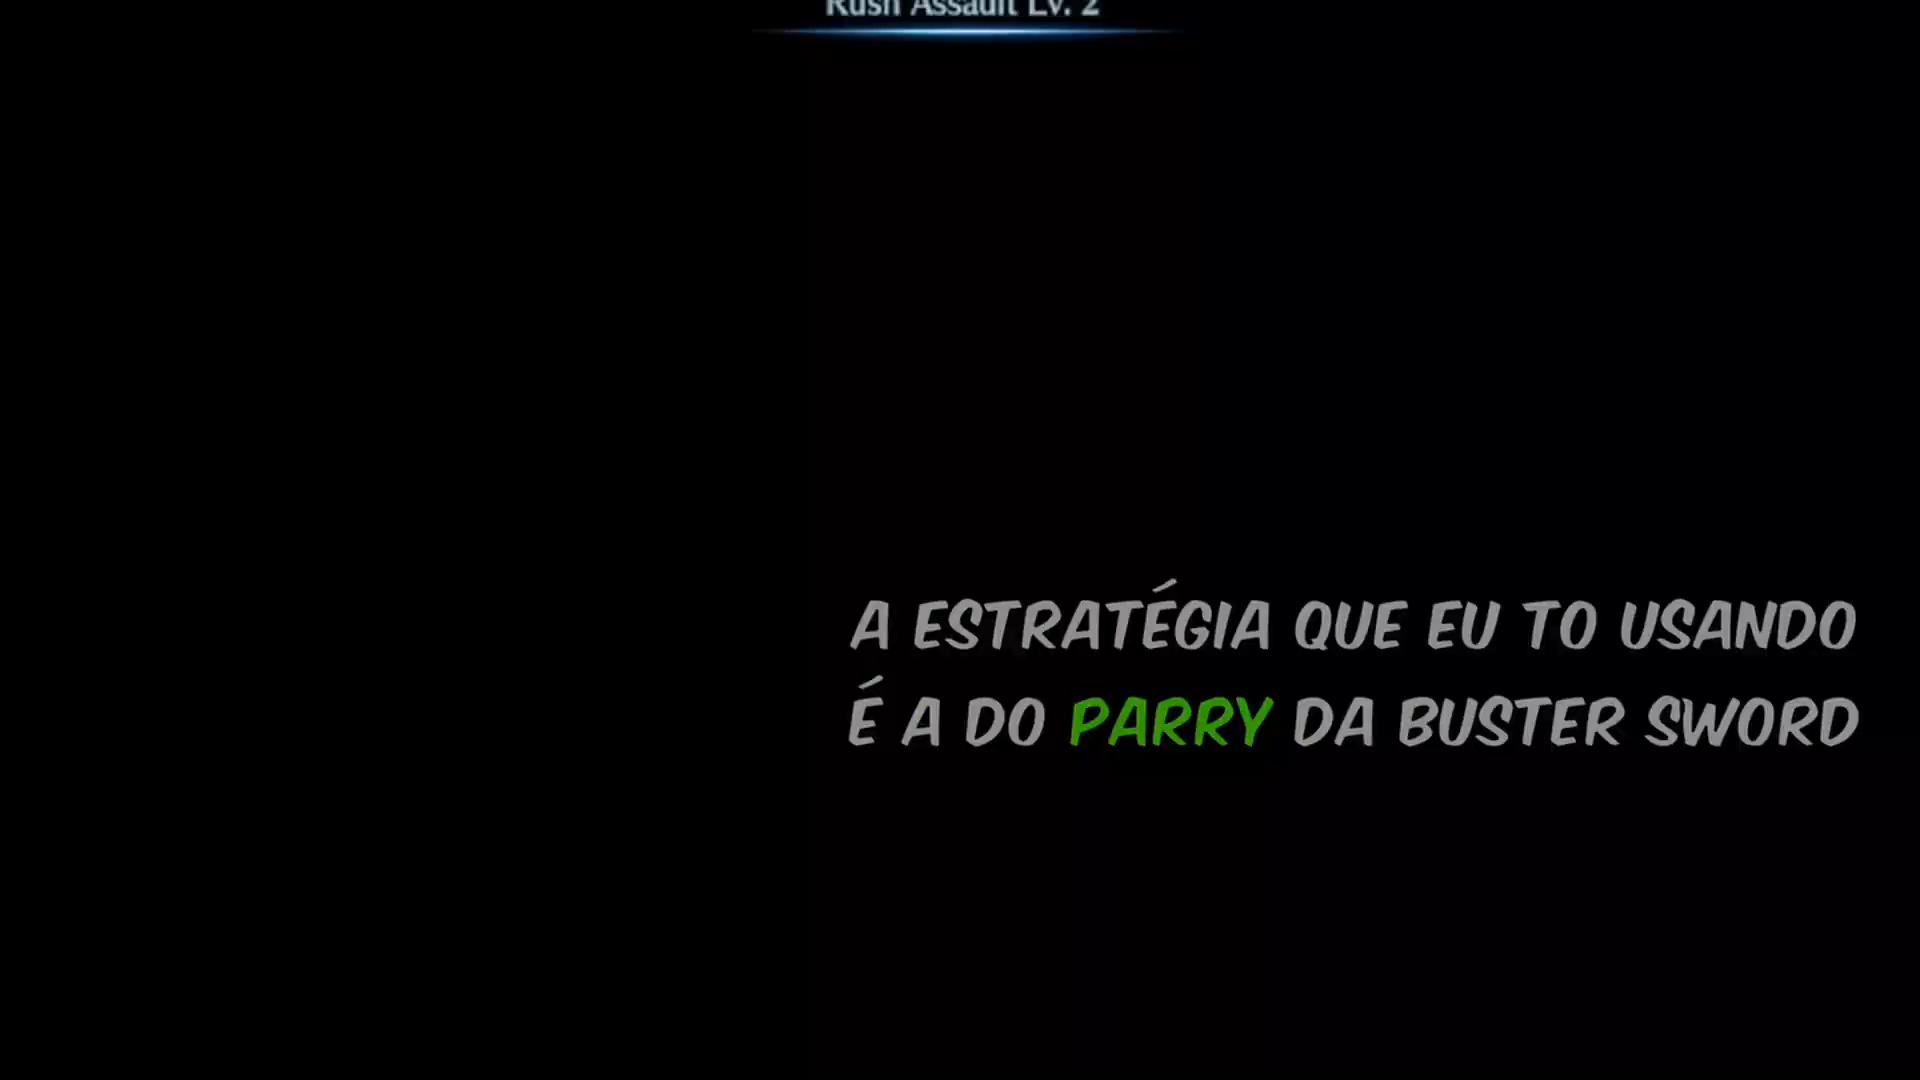 Rush Assault Lv. 2
A ESTRATÉGIA QUE EU TO USANDO
É A DO PARRY DA BUSTER SWORD